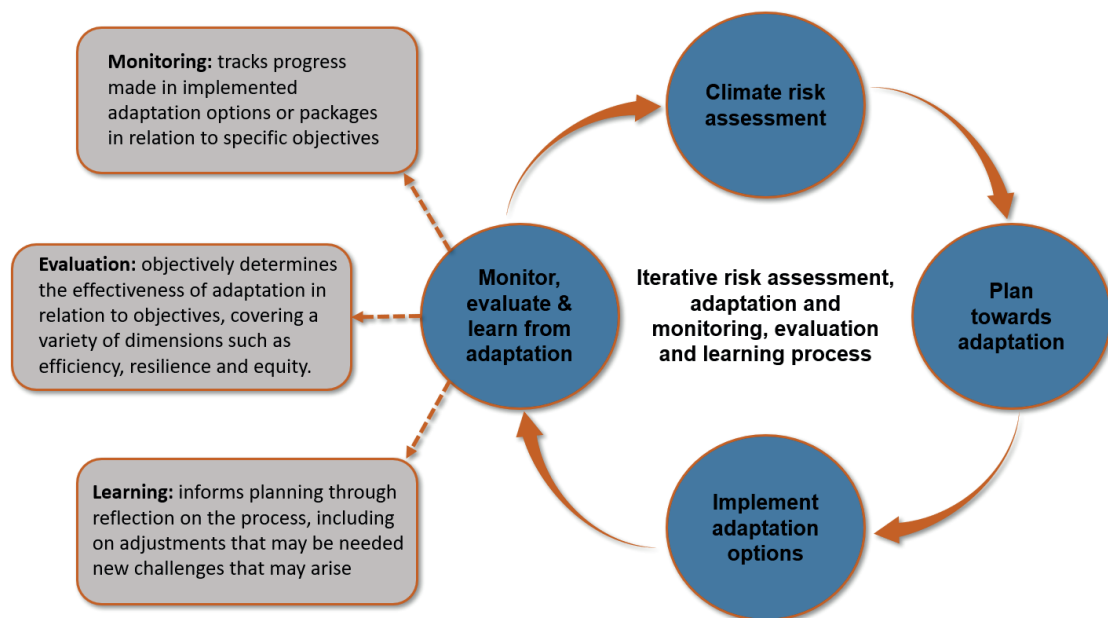 Monitoring: tracks progress
made in implemented
adaptation options or packages
in relation to specific objectives
Evaluation: objectively determines
the effectiveness of adaptation in
relation to objectives, covering a
variety of dimensions such as
efficiency, resilience and equity.
Learning: informs planning through
reflection on the process, including
on adjustments that may be needed
new challenges that may arise
Climate risk
assessment
Monitor,
evaluate &
learn from
adaptation
Iterative risk assessment,
adaptation and
monitoring, evaluation
and learning process
Plan
towards
adaptation
Implement
adaptation
options